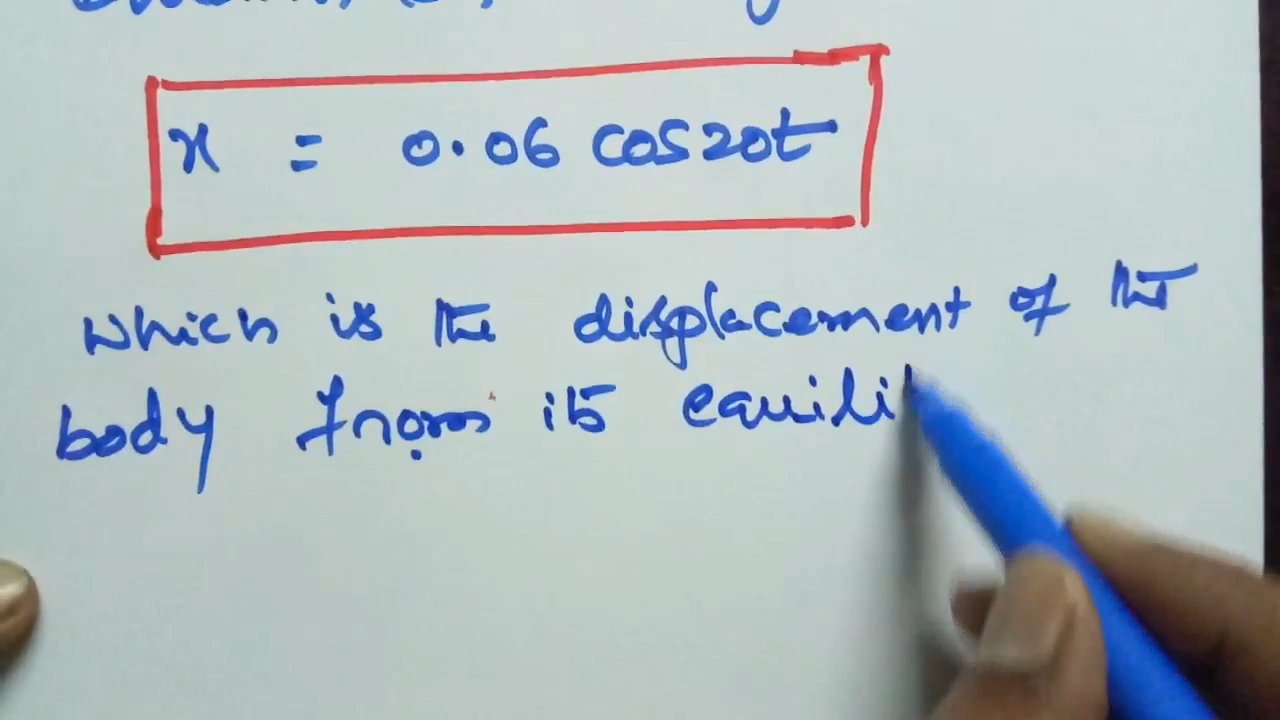 x = 0.06 cos20t
which is the displacement of the
body from its equili